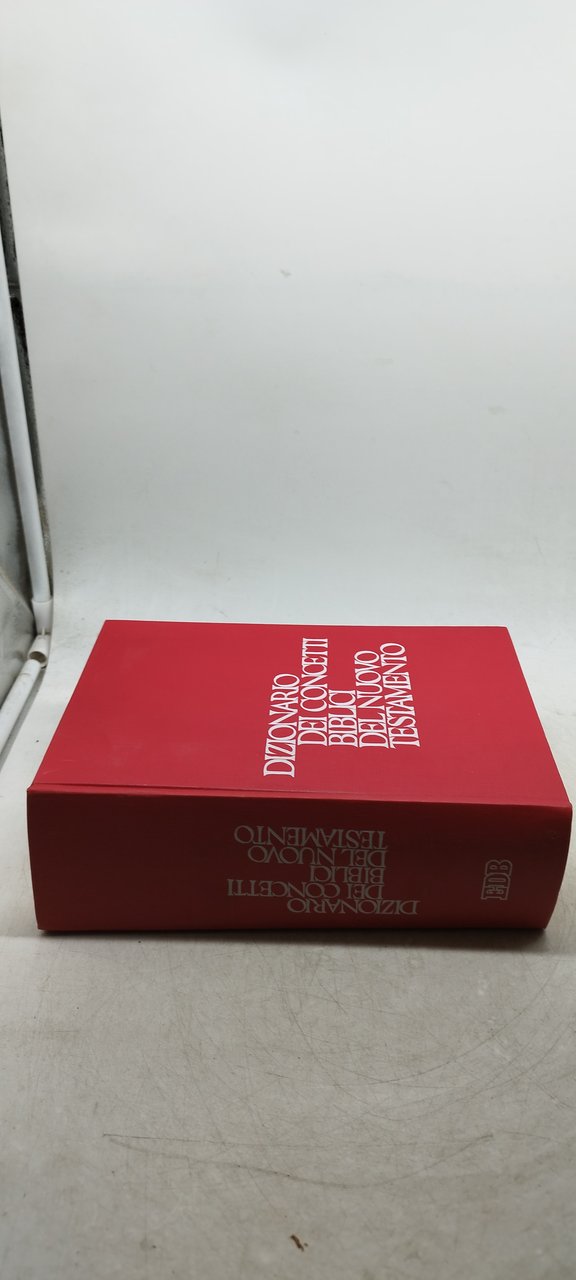 DIZIONARIO
DEI CONCETTI
BIBLICI
DEL NUOVO
TESTAMENTO
DIZIONARIO
DEI CONCETTI
BIBLICI
DEL NUOVO
TESTAMENTO
EDB